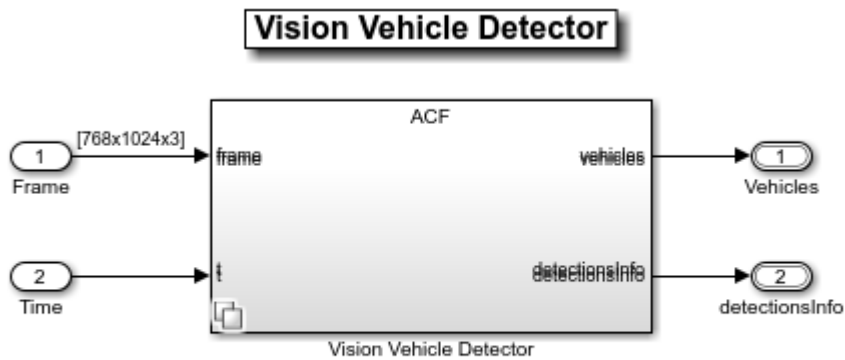 Vision Vehicle Detector
ACF
[768x1024x3]
1 frame vehicles 1
Frame Vehicles
2 t detectionsInfo 2
Time detectionsInfo
Vision Vehicle Detector